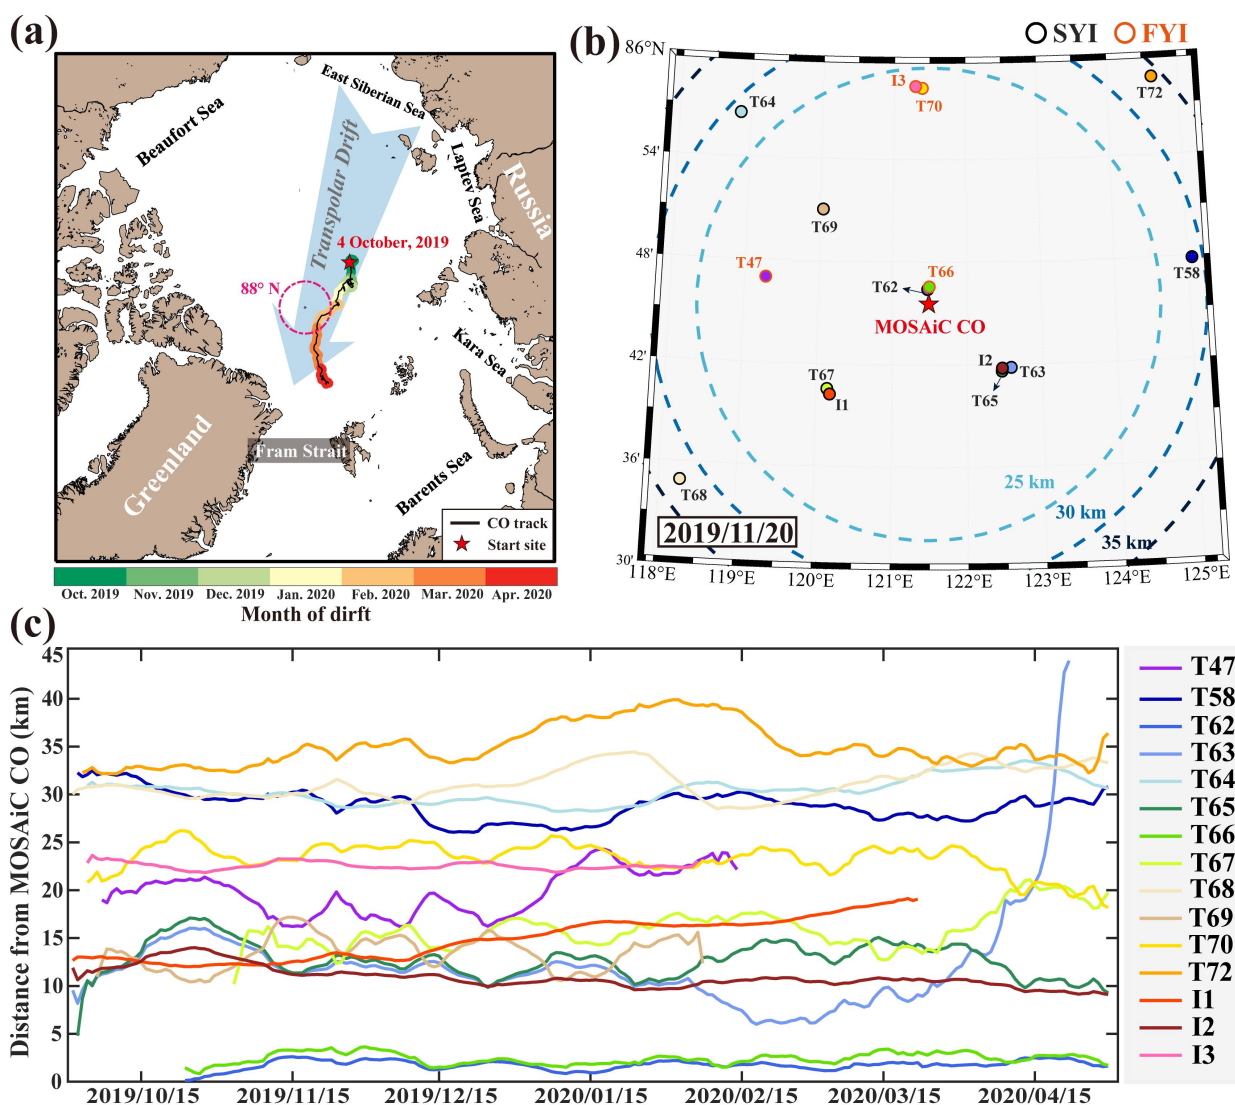 (a)
East Siberian Sea
Beaufort Sea
Transpolar Drift
Laptev Sea
Russia
4 October, 2019
88° N
Kara Sea
Greenland
Fram Strait
Barents Sea
CO track
Start site
Oct. 2019 Nov. 2019 Dec. 2019 Jan. 2020 Feb. 2020 Mar. 2020 Apr. 2020
Month of dirft
(b)
SYI FYI
86°N
54'
48'
42'
36'
30'
I3
T70
T72
T64
T69
T47
T66
T58
T62
MOSAiC CO
I2
T63
T67
T65
I1
T68
25 km
30 km
35 km
2019/11/20
118°E 119°E 120°E 121°E 122°E 123°E 124°E 125°E
(c)
Distance from MOSAiC CO (km)
45
40
35
30
25
20
15
10
5
0
2019/10/15 2019/11/15 2019/12/15 2020/01/15 2020/02/15 2020/03/15 2020/04/15
T47
T58
T62
T63
T64
T65
T66
T67
T68
T69
T70
T72
I1
I2
I3